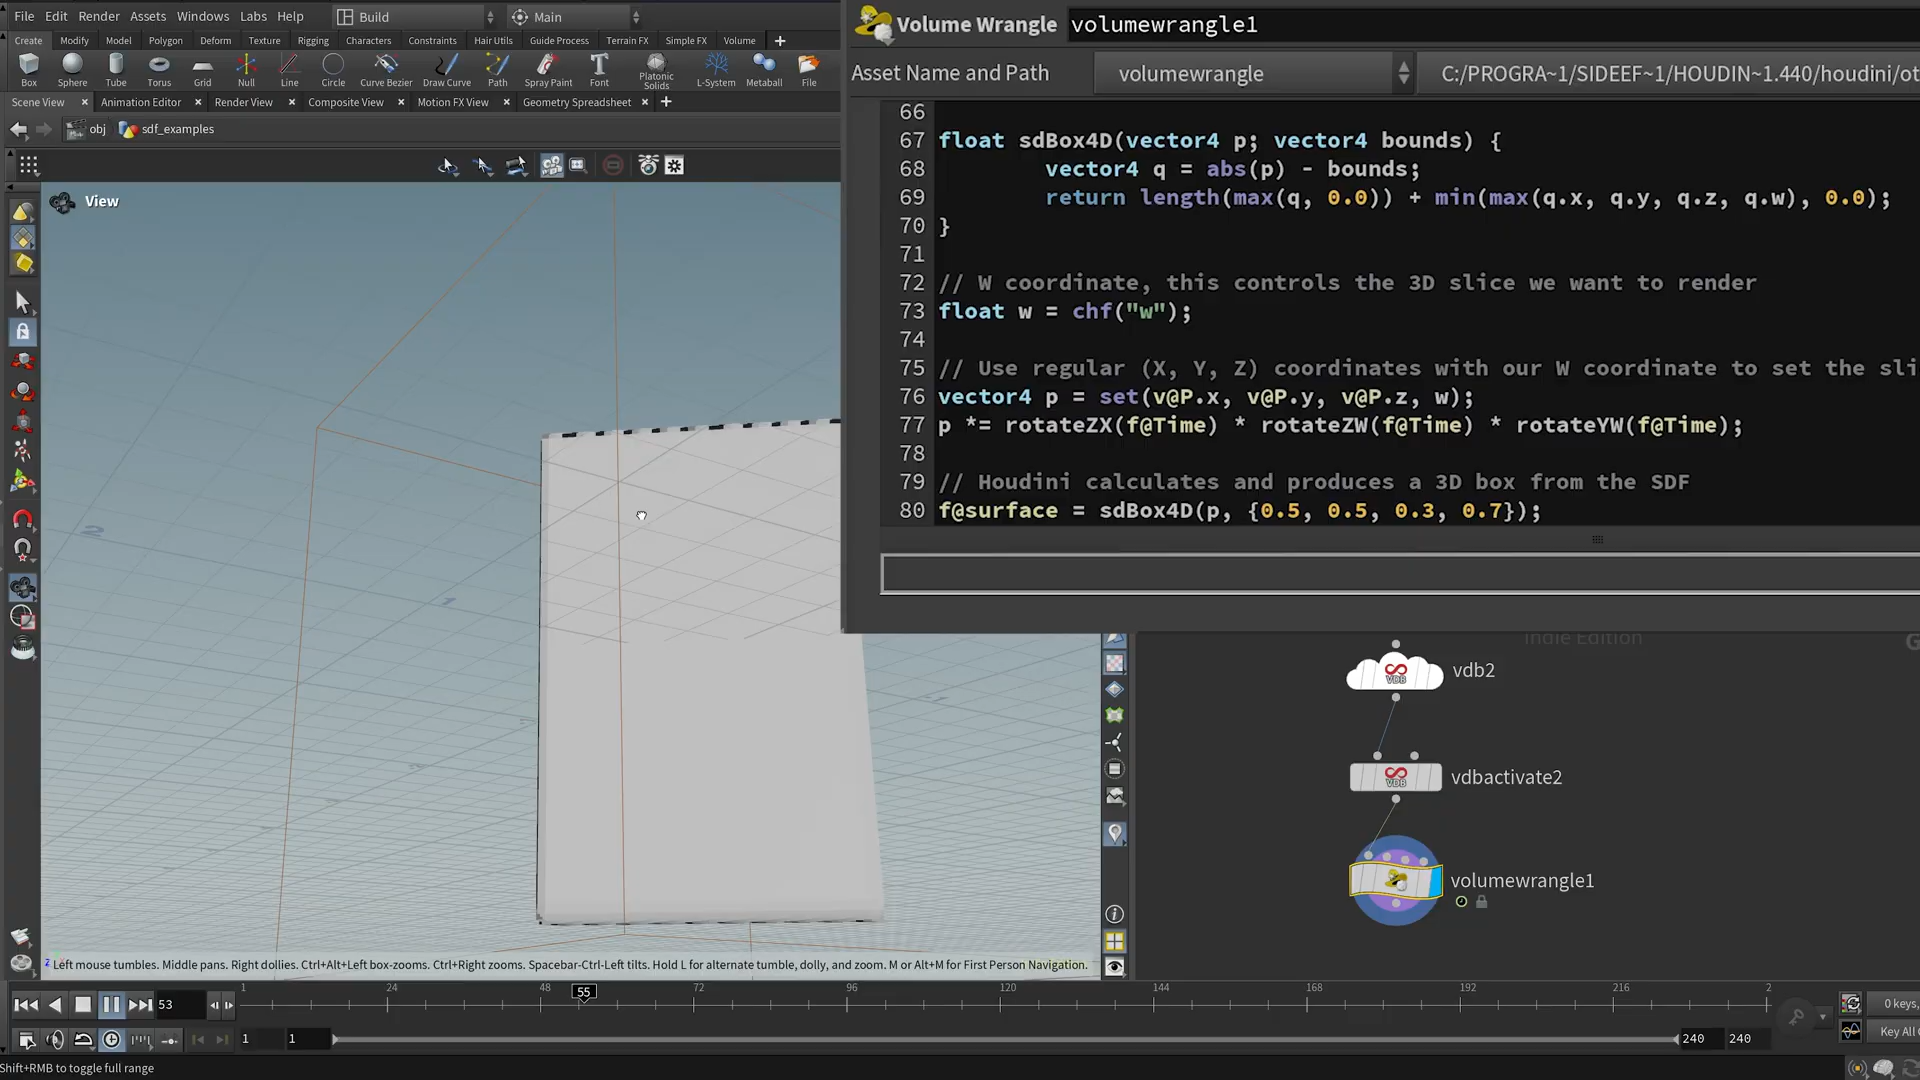 File Edit Render Assets Windows Labs Help Build Main
Volume Wrangle volumewrangle1
Create Modify Model Polygon Deform Texture Rigging Characters Constraints Hair Utils Guide Process Terrain FX Simple FX Volume
Box Sphere Tube Torus Grid Null Line Circle Curve Bezier Draw Curve Path Spray Paint Font Platonic Solids L-System Metaball File
Asset Name and Path volumewrangle C:/PROGRA~1/SIDEEF~1/HOUDIN~1.440/houdini/ot
Scene View Animation Editor Render View Composite View Motion FX View Geometry Spreadsheet
obj sdf_examples
View
66
67 float sdBox4D(vector4 p; vector4 bounds) {
68 vector4 q = abs(p) - bounds;
69 return length(max(q, 0.0)) + min(max(q.x, q.y, q.z, q.w), 0.0);
70 }
71
72 // W coordinate, this controls the 3D slice we want to render
73 float w = chf("w");
74
75 // Use regular (X, Y, Z) coordinates with our W coordinate to set the sli
76 vector4 p = set(v@P.x, v@P.y, v@P.z, w);
77 p *= rotateZX(f@Time) * rotateZW(f@Time) * rotateYW(f@Time);
78
79 // Houdini calculates and produces a 3D box from the SDF
80 f@surface = sdBox4D(p, {0.5, 0.5, 0.3, 0.7});
2
1
Indie Edition
VDB vdb2
VDB vdbactivate2
volumewrangle1
z Left mouse tumbles. Middle pans. Right dollies. Ctrl+Alt+Left box-zooms. Ctrl+Right zooms. Spacebar-Ctrl-Left tilts. Hold L for alternate tumble, dolly, and zoom. M or Alt+M for First Person Navigation.
53 1 24 48 55 72 96 120 144 168 192 216 2
0 keys,
1 1 240 240 Key All
Shift+RMB to toggle full range